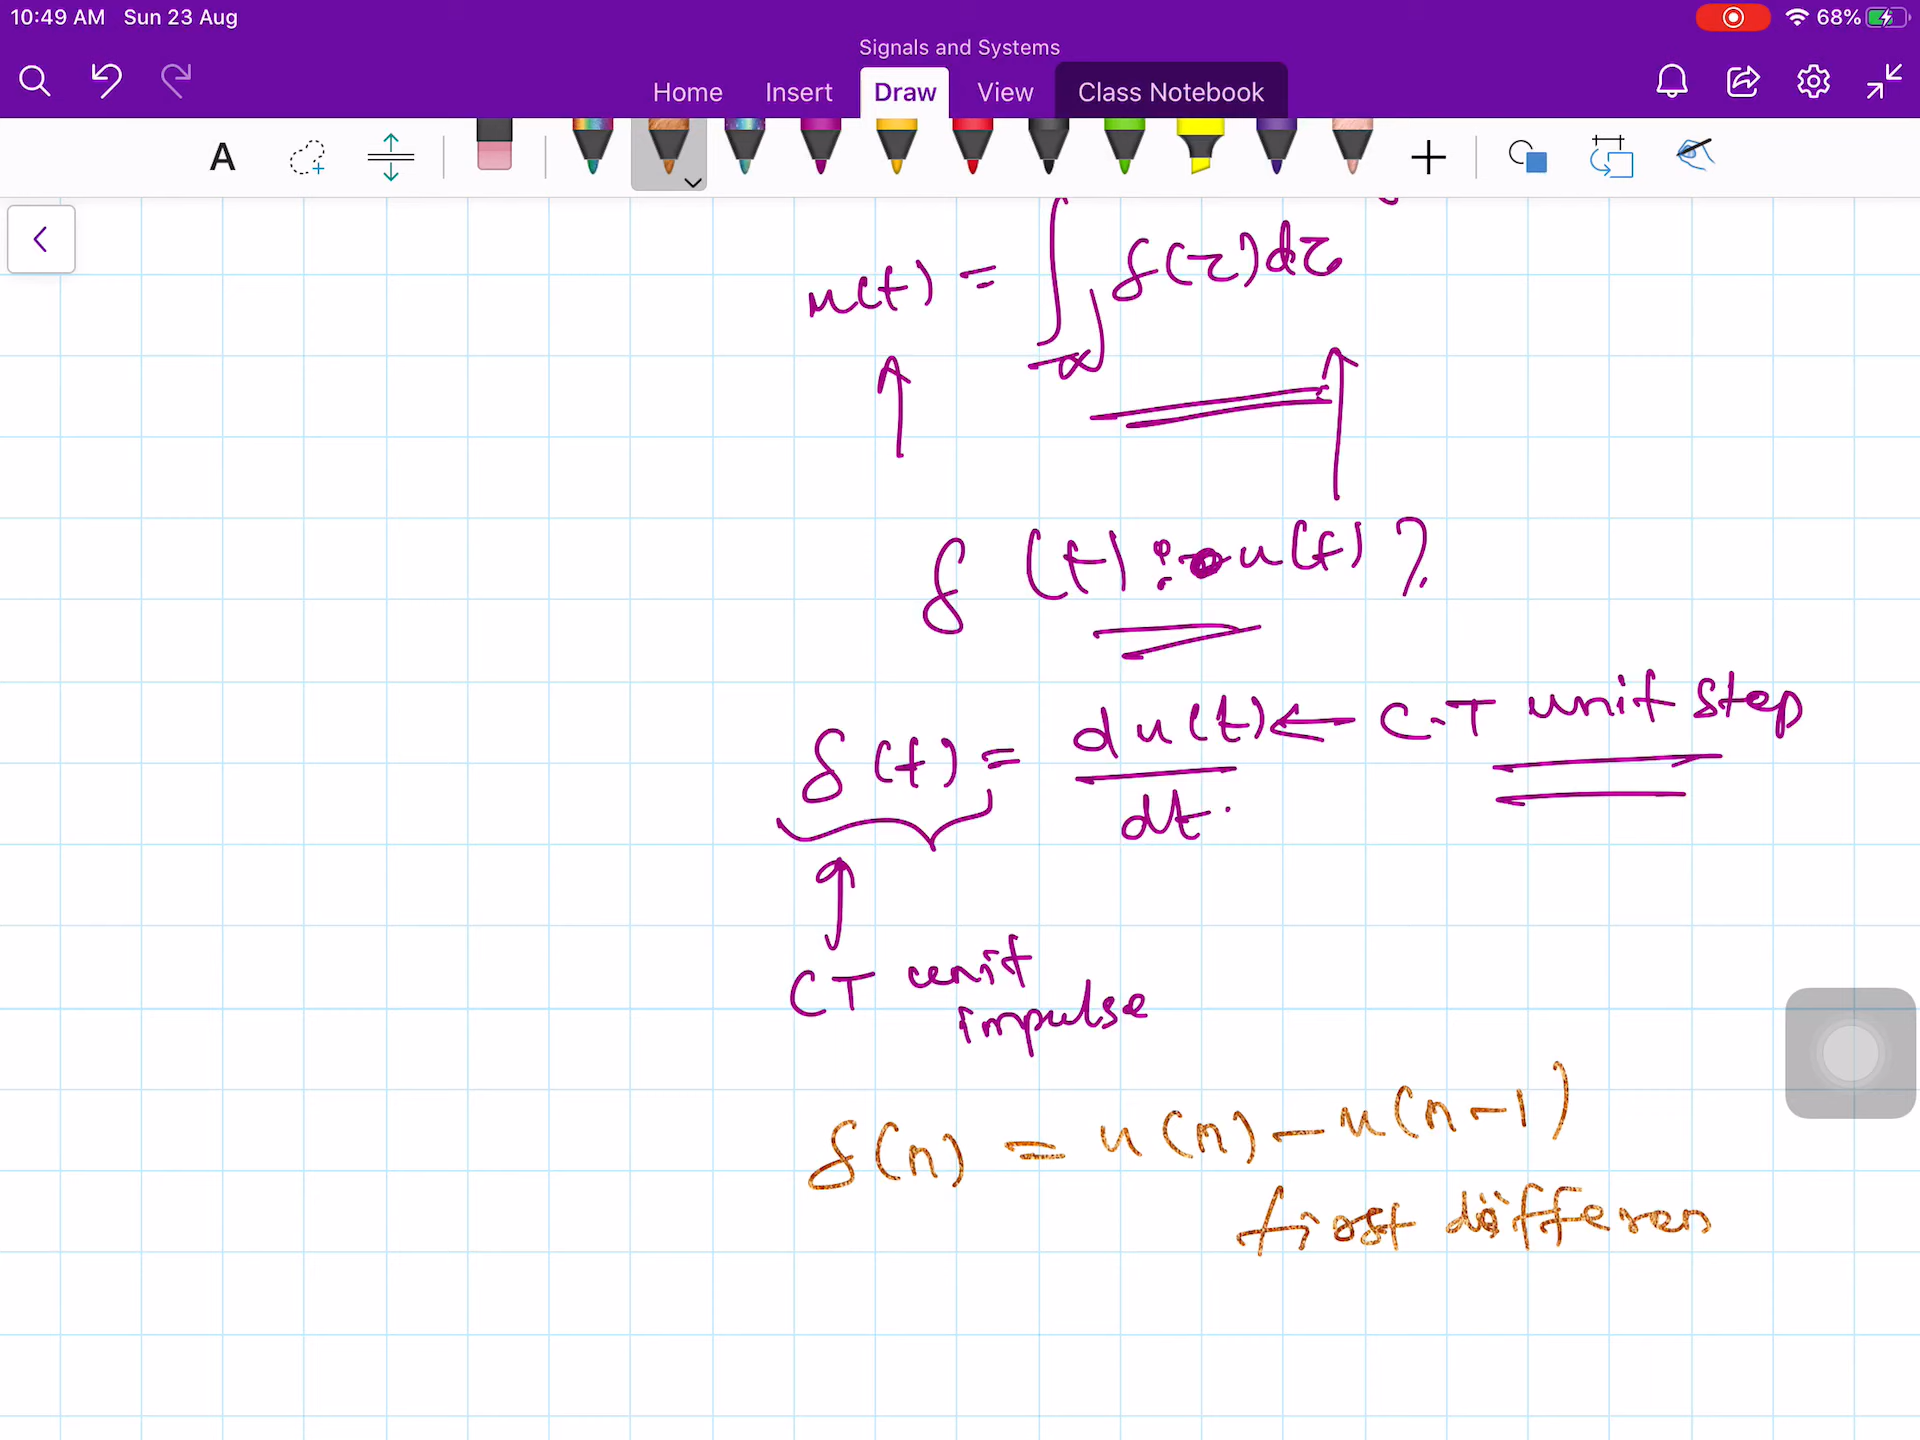 10:49 AM Sun 23 Aug
68%
Signals and Systems
Home Insert Draw View Class Notebook
A
u(t) = ∫ δ(τ)dτ
-∞
δ(t) : u(t) ?
δ(t) = du(t) ← C-T unit step
dt.
CT unit
impulse
δ(n) = u(n) - u(n-1)
first differen